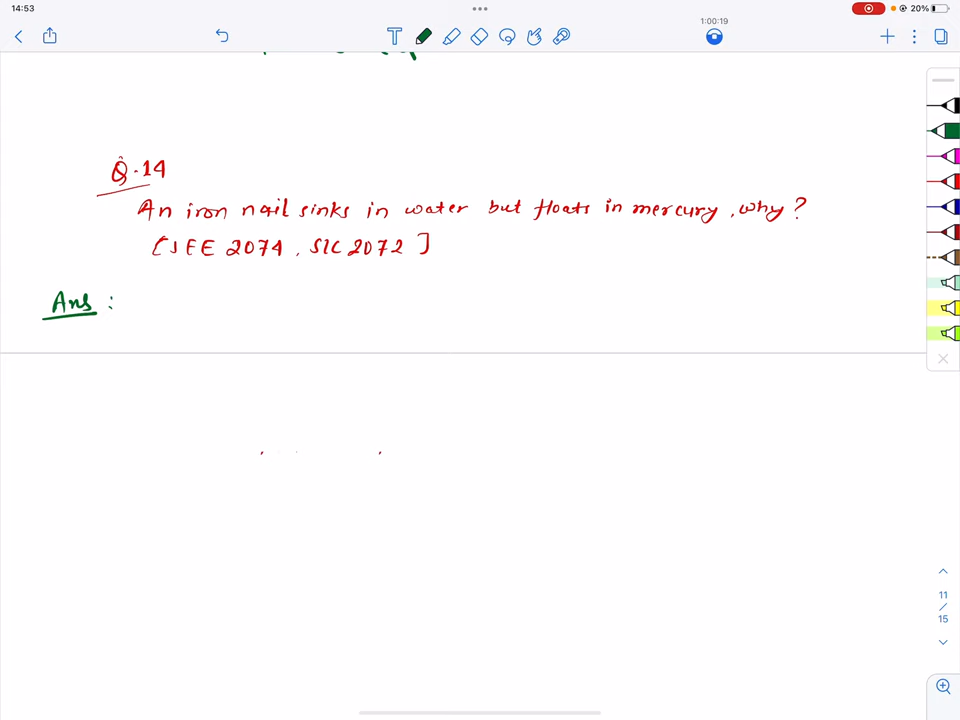 14:53
20%
1:00:19
Q.14
An iron nail sinks in water but floats in mercury, why?
[SEE 2074, SLC 2072]
Ans :
11
/
15